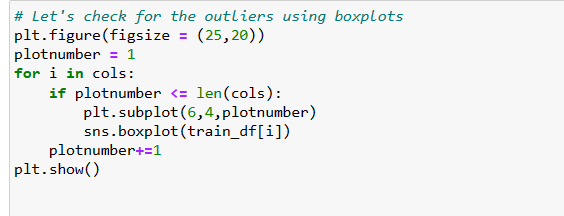 # Let's check for the outliers using boxplots
plt.figure(figsize = (25,20))
plotnumber = 1
for i in cols:
    if plotnumber <= len(cols):
        plt.subplot(6,4,plotnumber)
        sns.boxplot(train_df[i])
    plotnumber+=1
plt.show()